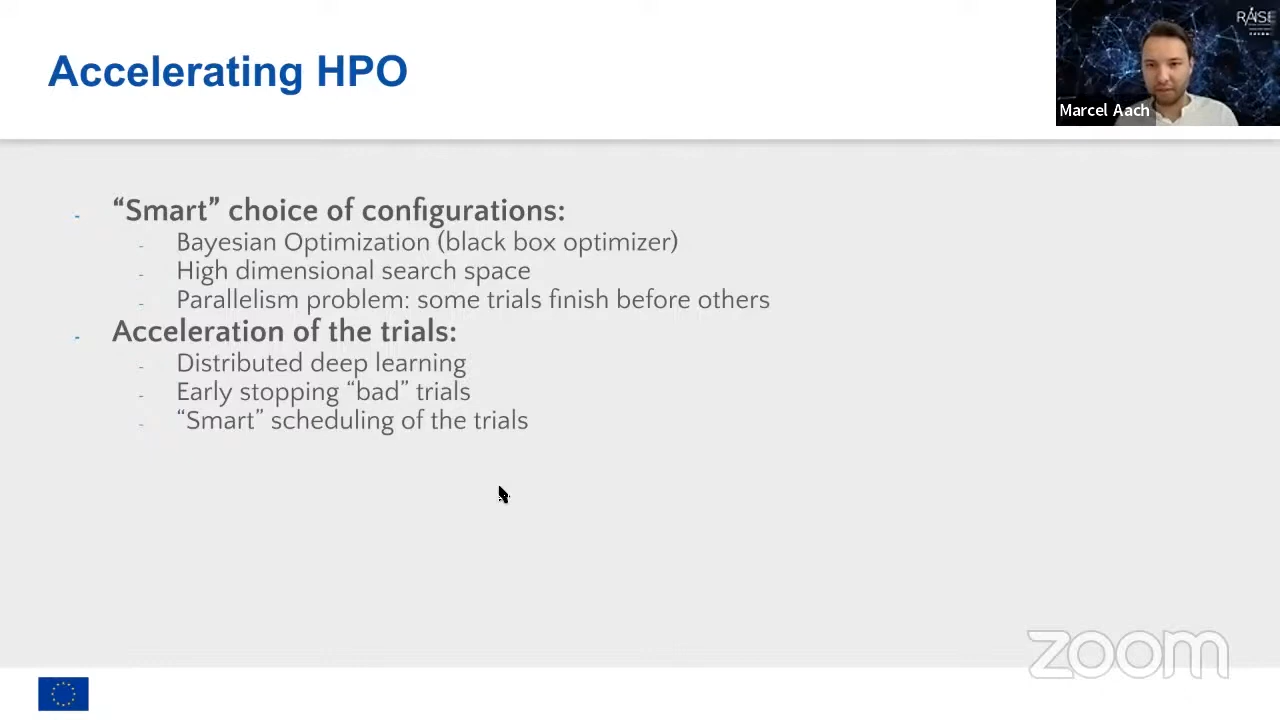 Accelerating HPO
RAISE
Marcel Aach
- “Smart” choice of configurations:
- Bayesian Optimization (black box optimizer)
- High dimensional search space
- Parallelism problem: some trials finish before others
- Acceleration of the trials:
- Distributed deep learning
- Early stopping “bad” trials
- “Smart” scheduling of the trials
zoom